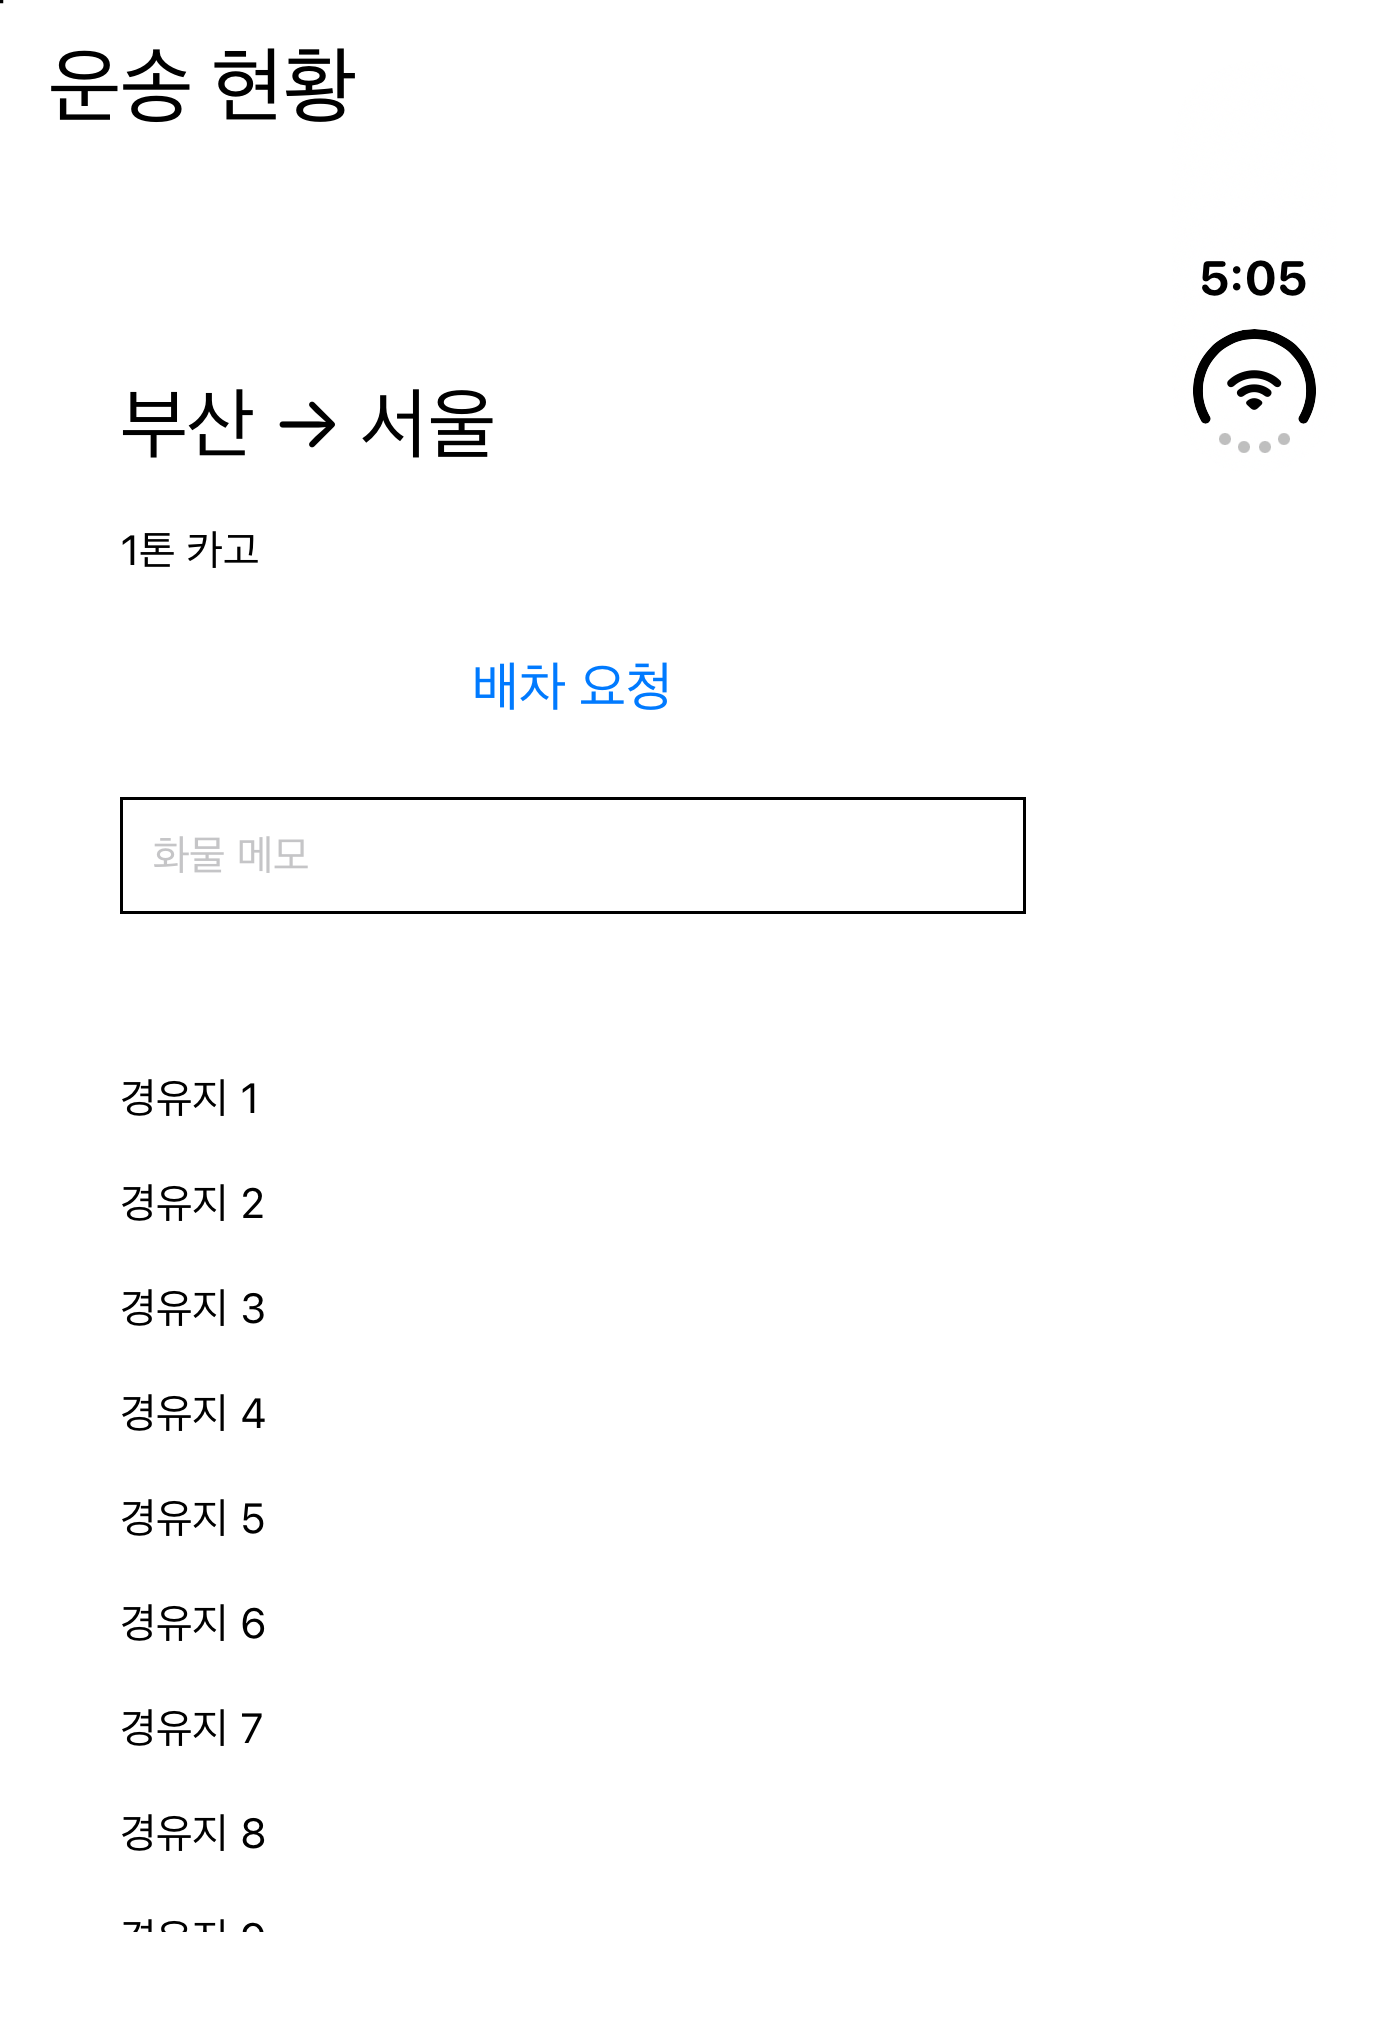 운송 현황
5:05
부산 → 서울
1톤 카고
배차 요청
화물 메모
경유지 1
경유지 2
경유지 3
경유지 4
경유지 5
경유지 6
경유지 7
경유지 8